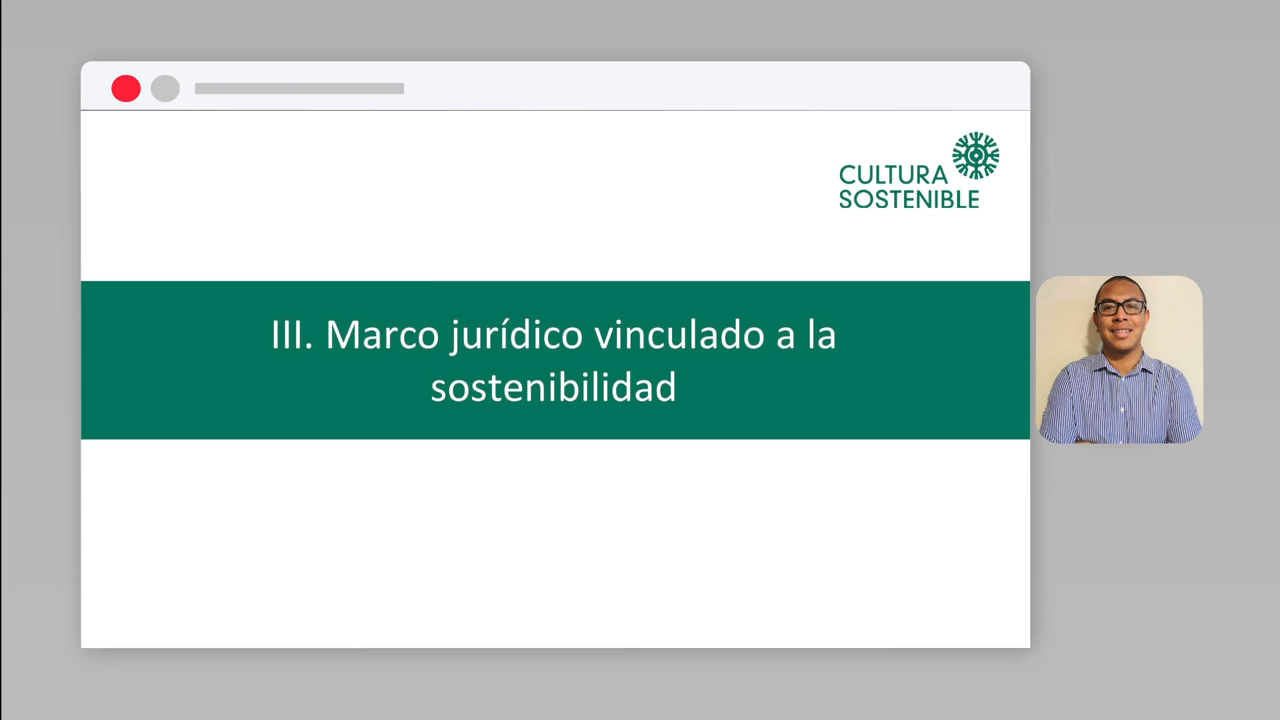 CULTURA
SOSTENIBLE
III. Marco jurídico vinculado a la
sostenibilidad